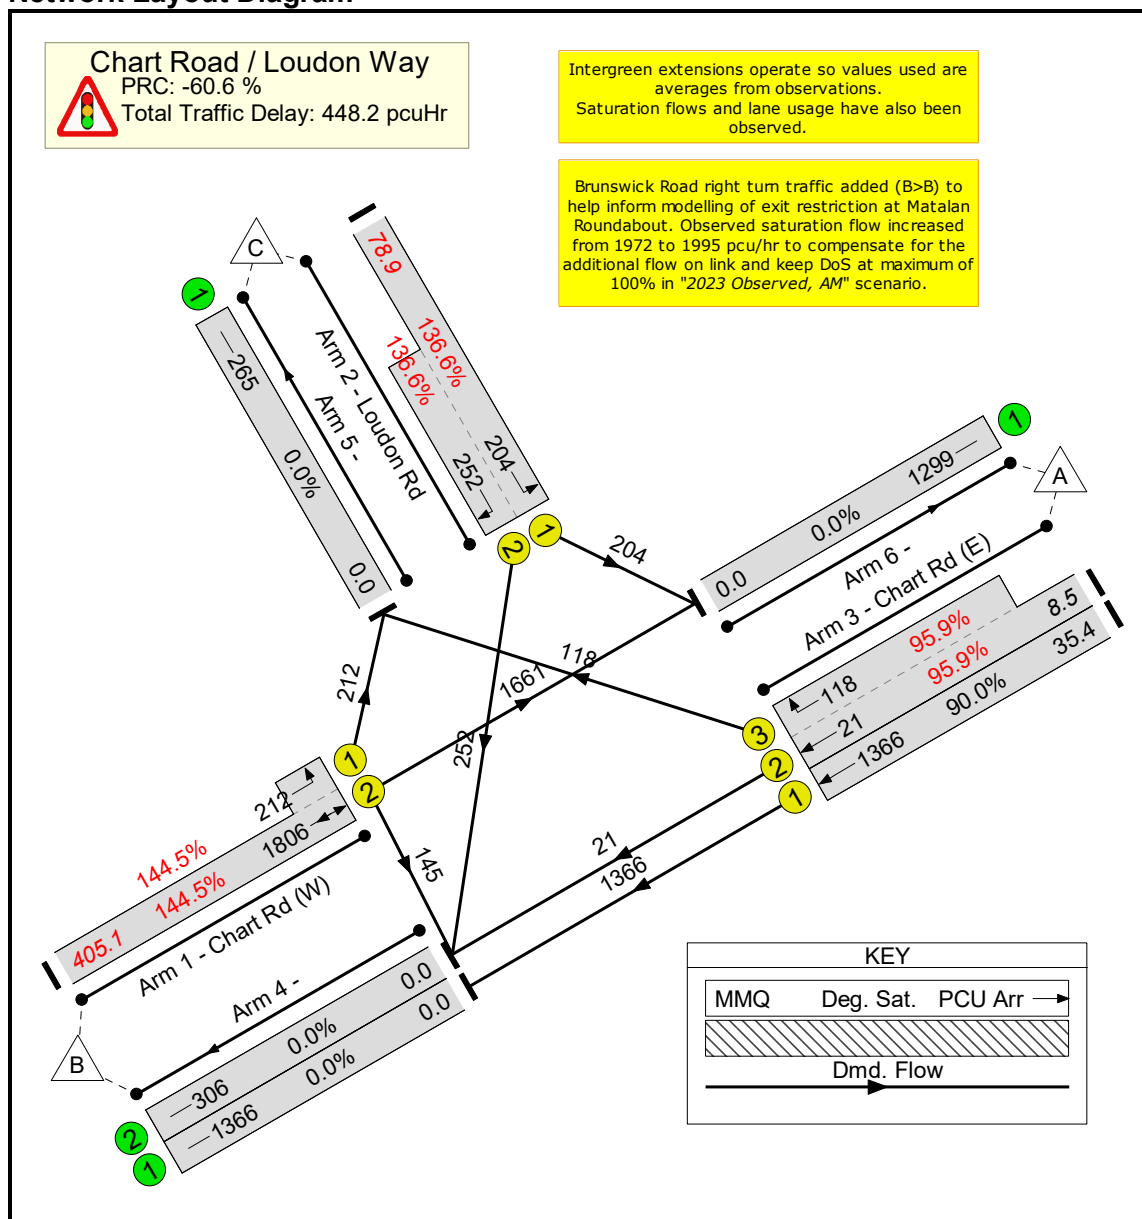 Network Layout Diagram
Chart Road / Loudon Way
PRC: -60.6 %
Total Traffic Delay: 448.2 pcuHr
Intergreen extensions operate so values used are
averages from observations.
Saturation flows and lane usage have also been
observed.
Brunswick Road right turn traffic added (B>B) to
help inform modelling of exit restriction at Matalan
Roundabout. Observed saturation flow increased
from 1972 to 1995 pcu/hr to compensate for the
additional flow on link and keep DoS at maximum of
100% in "2023 Observed, AM" scenario.
C
1
265
0.0%
0.0
Arm 5 -
Arm 2 - Loudon Rd
78.9
136.6%
136.6%
204
252
2
1
204
1
A
1299
0.0%
0.0
Arm 6 -
Arm 3 - Chart Rd (E)
95.9%
95.9%
90.0%
8.5
35.4
118
21
1366
3
2
1
118
1661
252
212
145
21
1366
1
2
212
1806
144.5%
144.5%
405.1
Arm 1 - Chart Rd (W)
Arm 4 -
B
0.0
0.0
0.0%
0.0%
306
1366
2
1
KEY
MMQ Deg. Sat. PCU Arr
Dmd. Flow